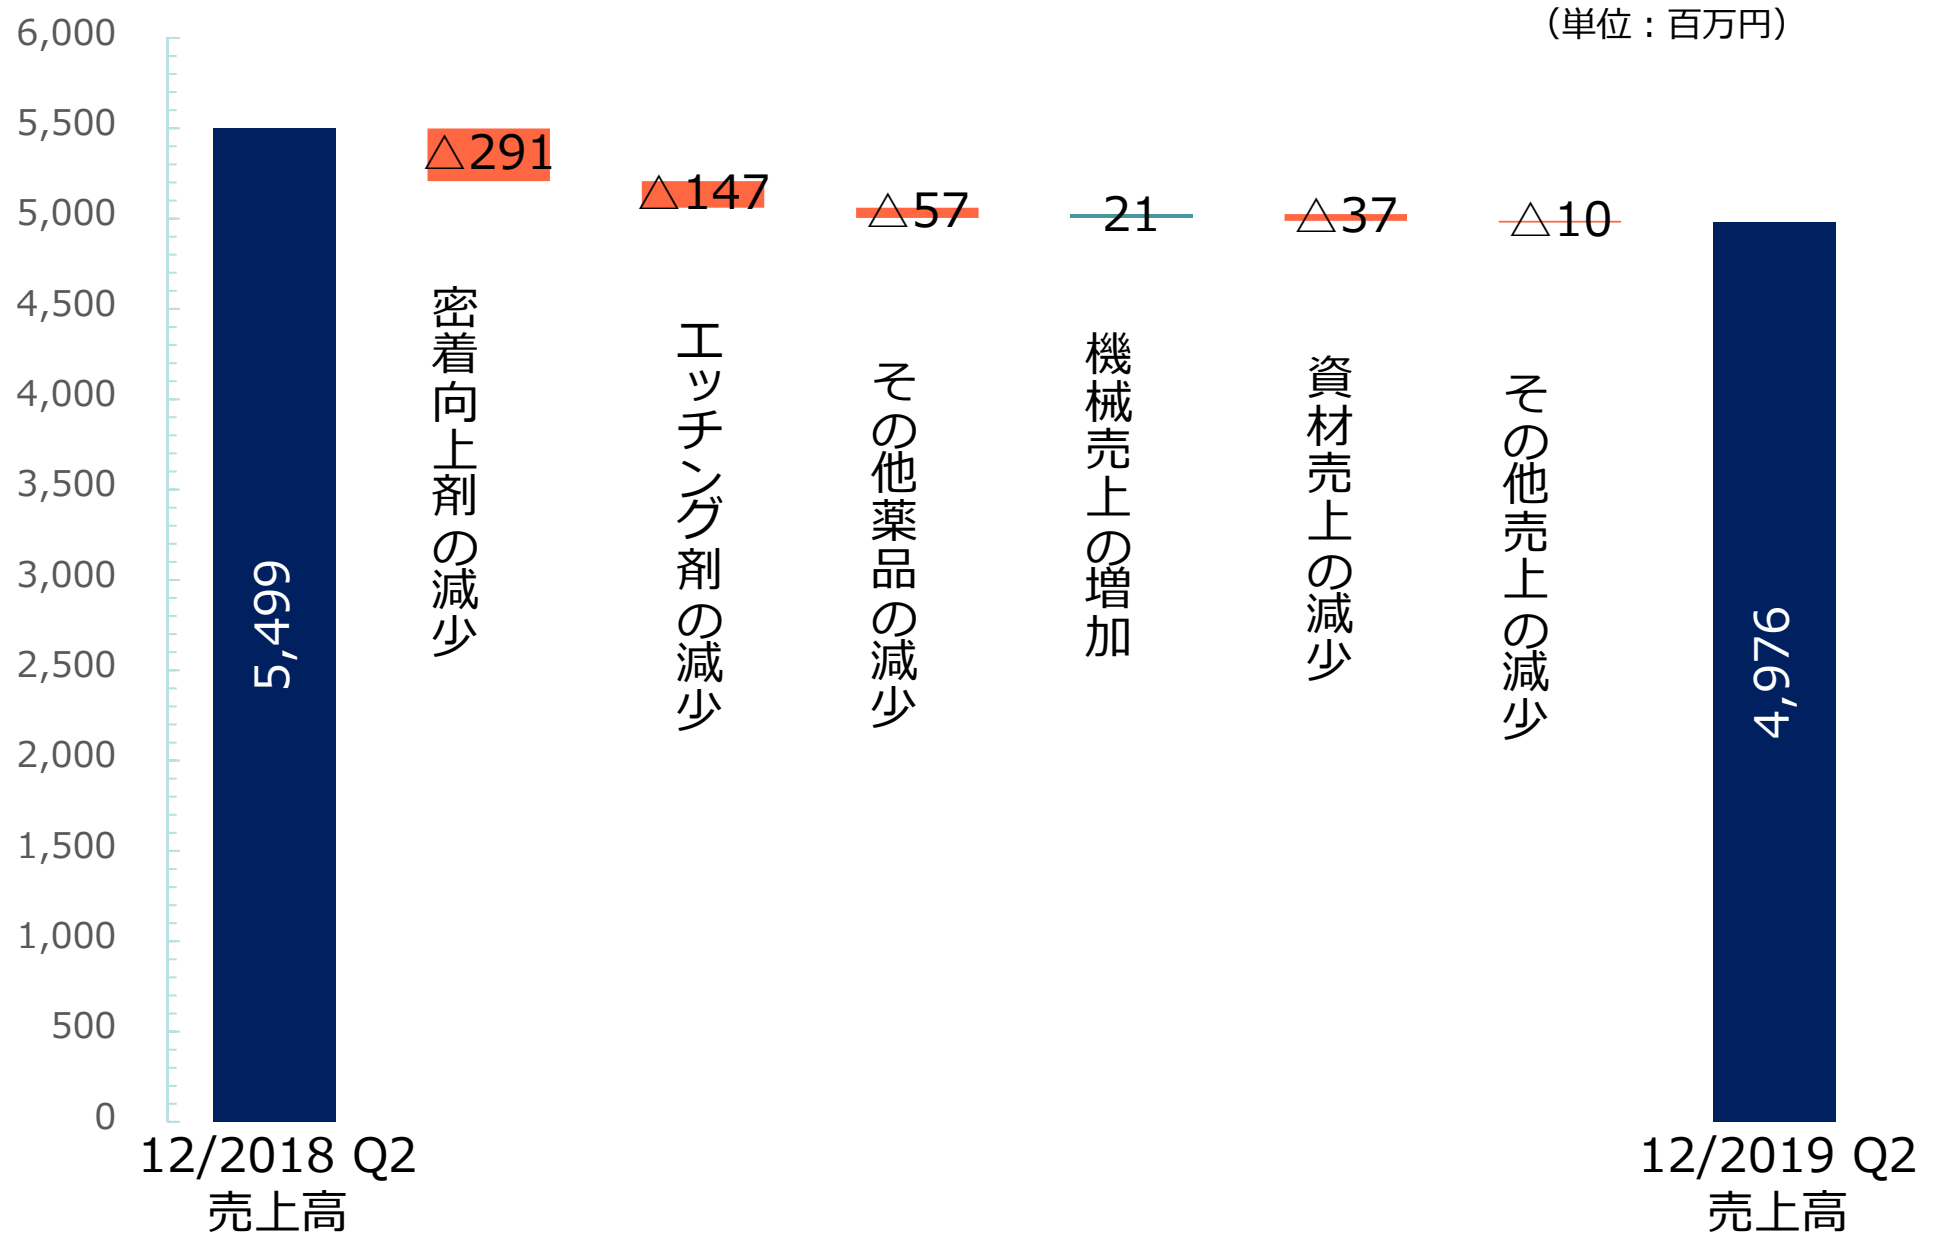 （単位：百万円）
6,000
5,500
5,000
4,500
4,000
3,500
3,000
2,500
2,000
1,500
1,000
500
0
5,499
△291
△147
△57
21
△37
△10
4,976
密着向上剤の減少
エッチング剤の減少
その他薬品の減少
機械売上の増加
資材売上の減少
その他売上の減少
12/2018 Q2
売上高
12/2019 Q2
売上高